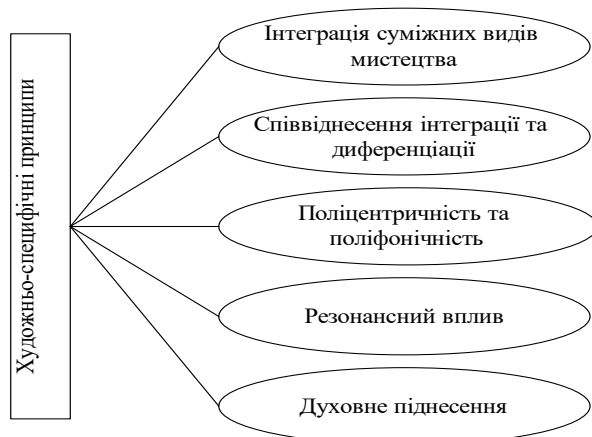 Художньо-специфічні принципи
Інтеграція суміжних видів
мистецтва
Співвіднесення інтеграції та
диференціації
Поліцентричність та
поліфонічність
Резонансний вплив
Духовне піднесення